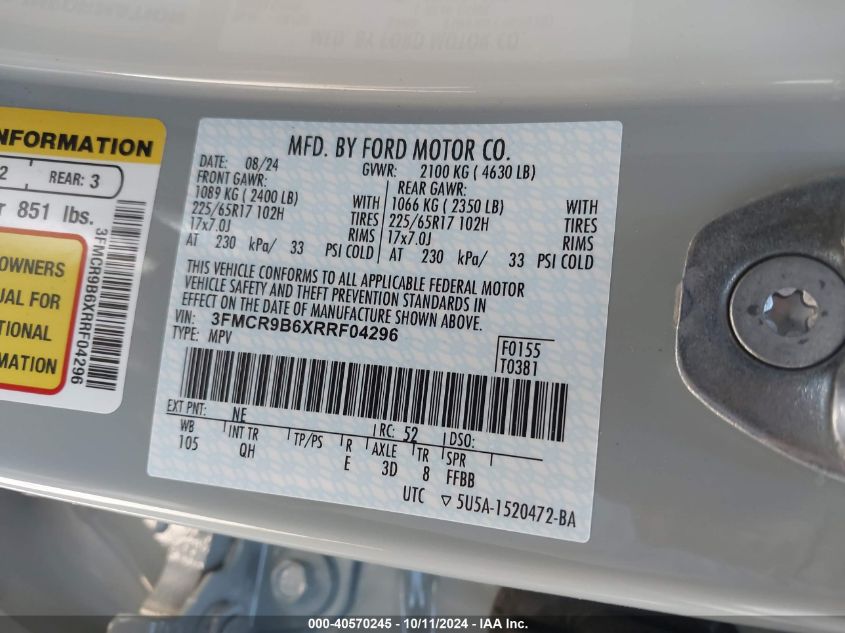 INFORMATION
2
REAR: 3
851 lbs.
OWNERS
UAL FOR
TIONAL
MATION
3FMCR9B6XRRF04296
MFD. BY FORD MOTOR CO.
DATE: 08/24 GVWR: 2100 KG ( 4630 LB)
FRONT GAWR: REAR GAWR:
1089 KG ( 2400 LB) WITH 1066 KG ( 2350 LB) WITH
225/65R17 102H TIRES 225/65R17 102H TIRES
17x7.0J RIMS 17x7.0J RIMS
AT 230 kPa/ 33 PSI COLD AT 230 kPa/ 33 PSI COLD
THIS VEHICLE CONFORMS TO ALL APPLICABLE FEDERAL MOTOR
VEHICLE SAFETY AND THEFT PREVENTION STANDARDS IN
EFFECT ON THE DATE OF MANUFACTURE SHOWN ABOVE.
VIN: 3FMCR9B6XRRF04296
TYPE: MPV
F0155
T0381
EXT PNT: NE RC: 52 DSO:
WB INT TR TP/PS R AXLE TR SPR
105 QH E 3D 8 FFBB
UTC ▽ 5U5A-1520472-BA
000-40570245 - 10/11/2024 - IAA Inc.